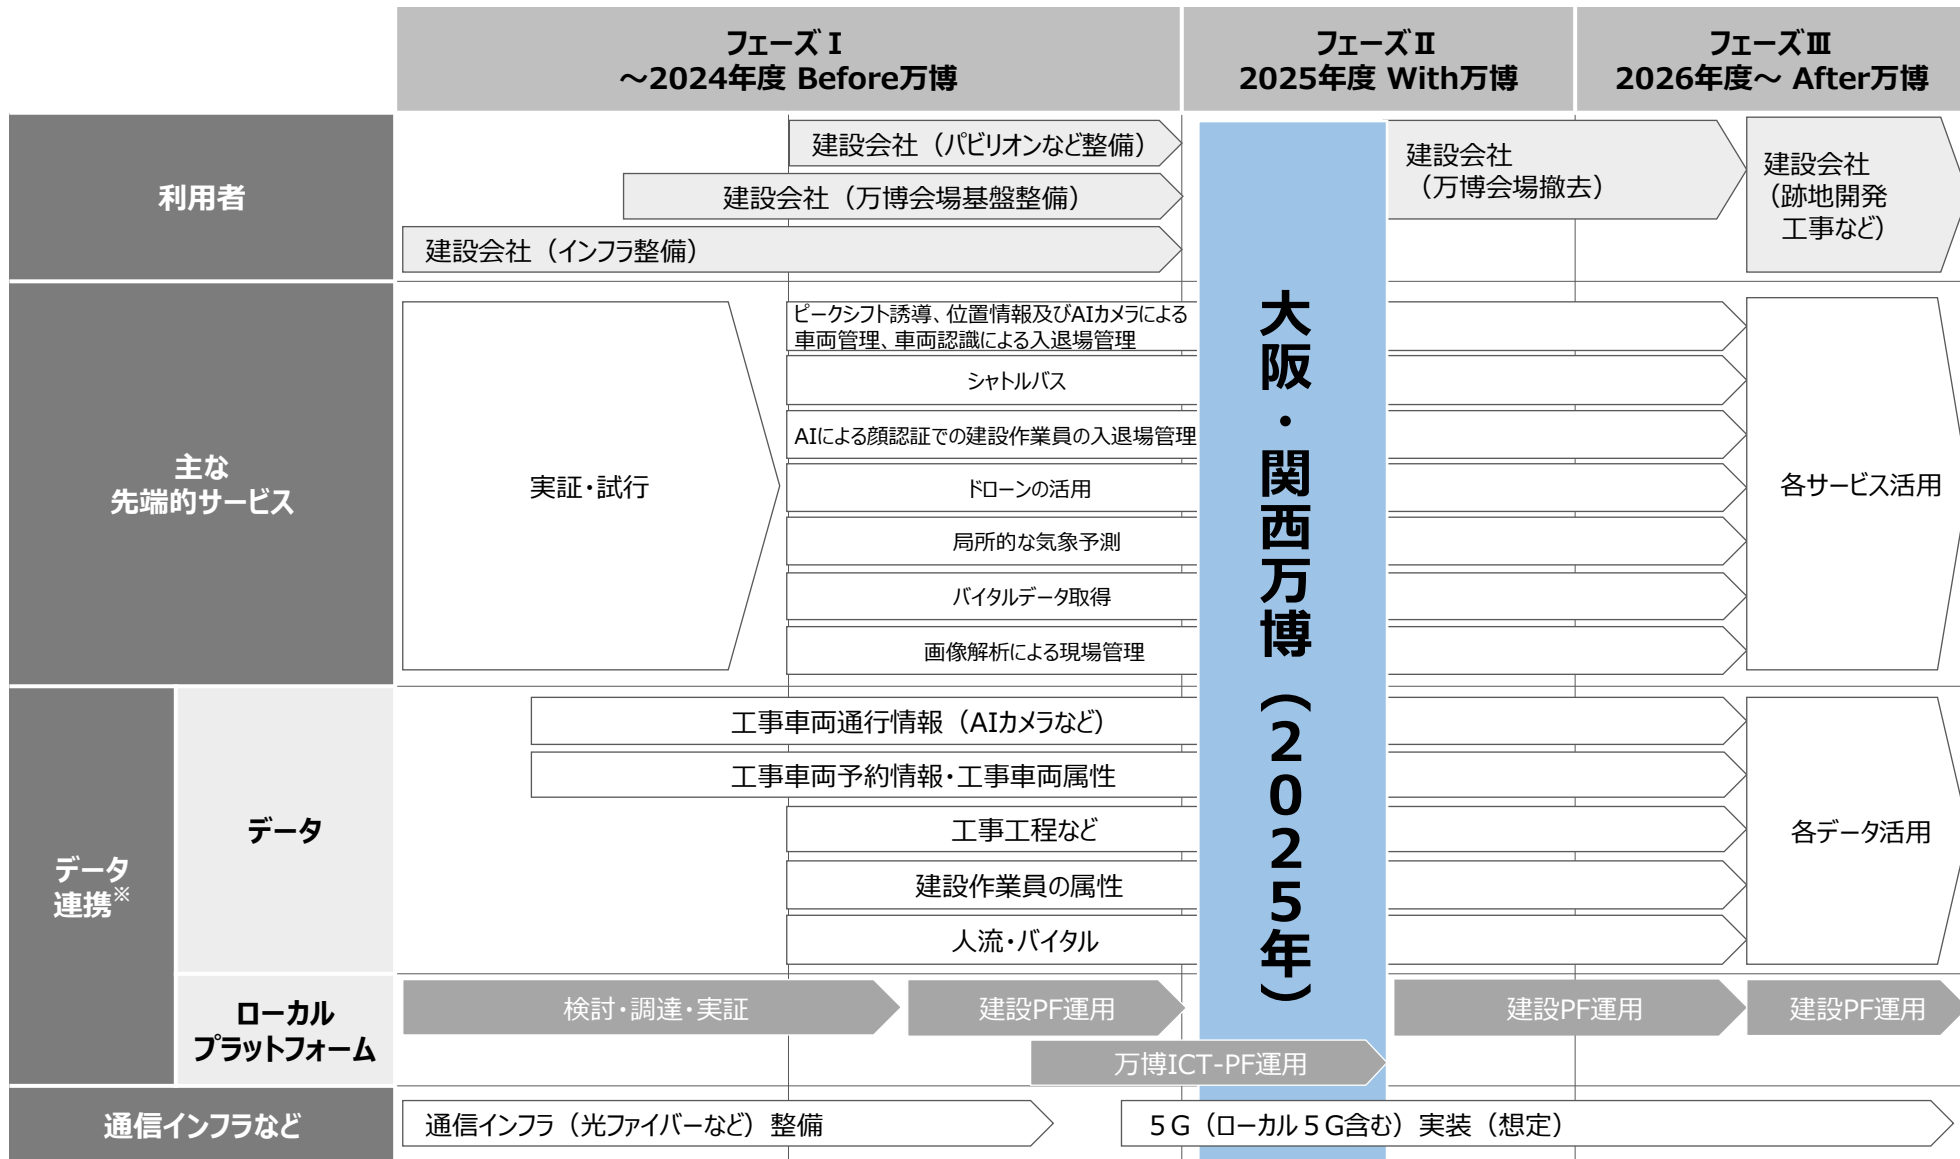 フェーズⅠ
～2024年度 Before万博
フェーズⅡ
2025年度 With万博
フェーズⅢ
2026年度～ After万博
利用者
建設会社（パビリオンなど整備）
建設会社（万博会場基盤整備）
建設会社（インフラ整備）
建設会社
（万博会場撤去）
建設会社
（跡地開発
工事など）
主な
先端的サービス
実証・試行
ピークシフト誘導、位置情報及びAIカメラによる
車両管理、車両認識による入退場管理
シャトルバス
AIによる顔認証での建設作業員の入退場管理
ドローンの活用
局所的な気象予測
バイタルデータ取得
画像解析による現場管理
各サービス活用
大阪・関西万博（２０２５年）
データ
連携※
データ
工事車両通行情報（AIカメラなど）
工事車両予約情報・工事車両属性
工事工程など
建設作業員の属性
人流・バイタル
各データ活用
ローカル
プラットフォーム
検討・調達・実証
建設PF運用
建設PF運用
建設PF運用
万博ICT-PF運用
通信インフラなど
通信インフラ（光ファイバーなど）整備
５G（ローカル５G含む）実装（想定）